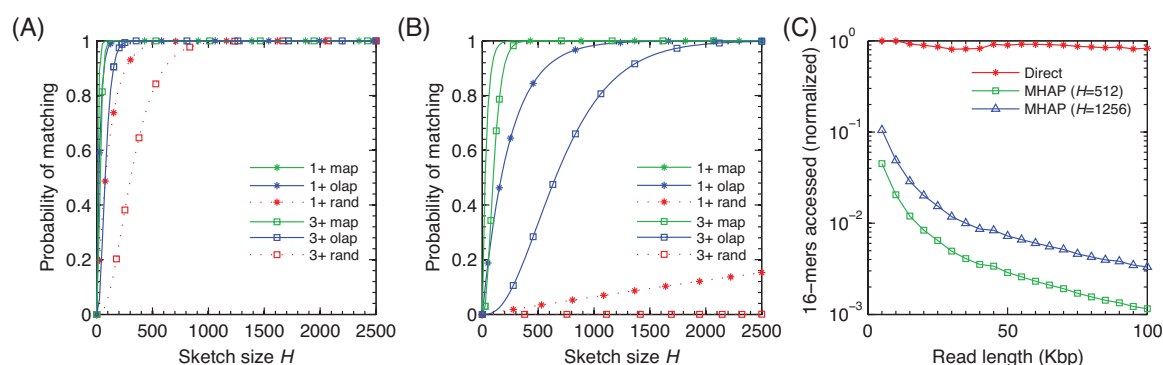 (A)
Probability of matching
1
0.8
0.6
0.4
0.2
0
1+ map
1+ olap
1+ rand
3+ map
3+ olap
3+ rand
0 500 1000 1500 2000 2500
Sketch size H
(B)
Probability of matching
1
0.8
0.6
0.4
0.2
0
1+ map
1+ olap
1+ rand
3+ map
3+ olap
3+ rand
0 500 1000 1500 2000 2500
Sketch size H
(C)
16-mers accessed (normalized)
10⁰
10⁻¹
10⁻²
10⁻³
Direct
MHAP (H=512)
MHAP (H=1256)
0 50 100
Read length (Kbp)